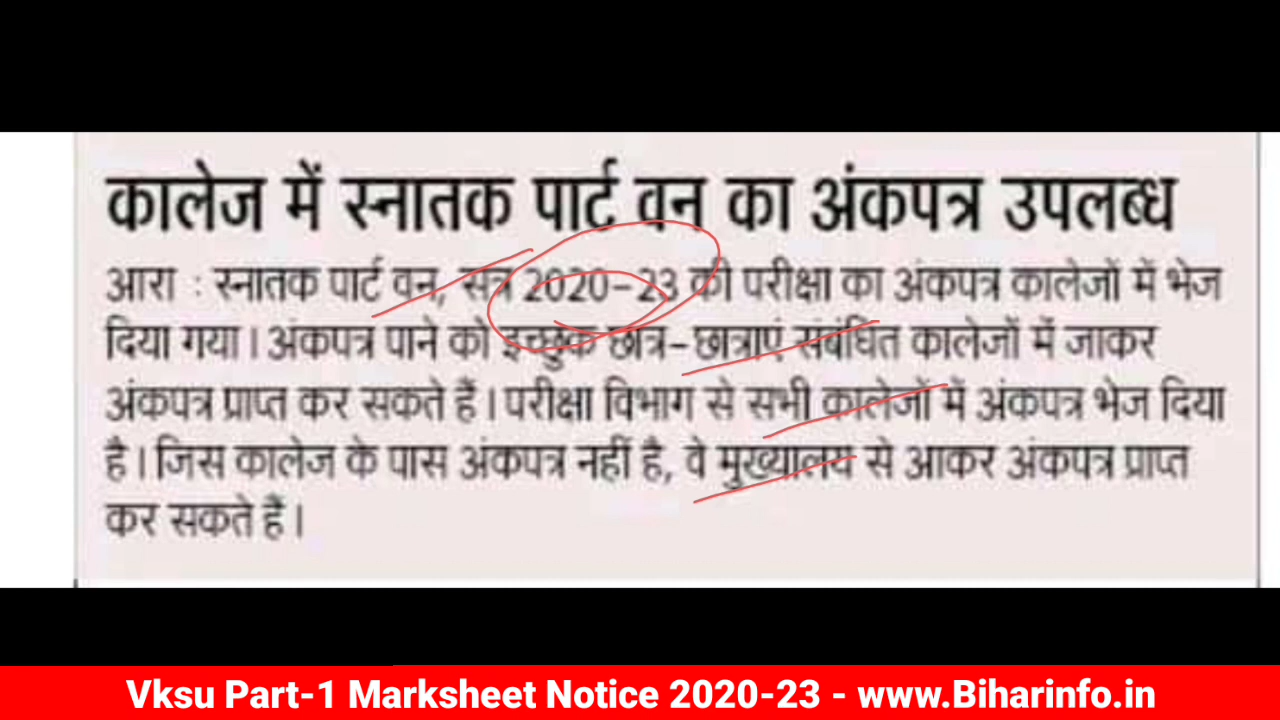 कालेज में स्नातक पार्ट वन का अंकपत्र उपलब्ध
आरा : स्नातक पार्ट वन, सत्र 2020-23 की परीक्षा का अंकपत्र कालेजों में भेज
दिया गया । अंकपत्र पाने को इच्छुक छात्र-छात्राएं संबंधित कालेजों में जाकर
अंकपत्र प्राप्त कर सकते हैं । परीक्षा विभाग से सभी कालेजों में अंकपत्र भेज दिया
है । जिस कालेज के पास अंकपत्र नहीं है, वे मुख्यालय से आकर अंकपत्र प्राप्त
कर सकते हैं ।
Vksu Part-1 Marksheet Notice 2020-23 - www.Biharinfo.in